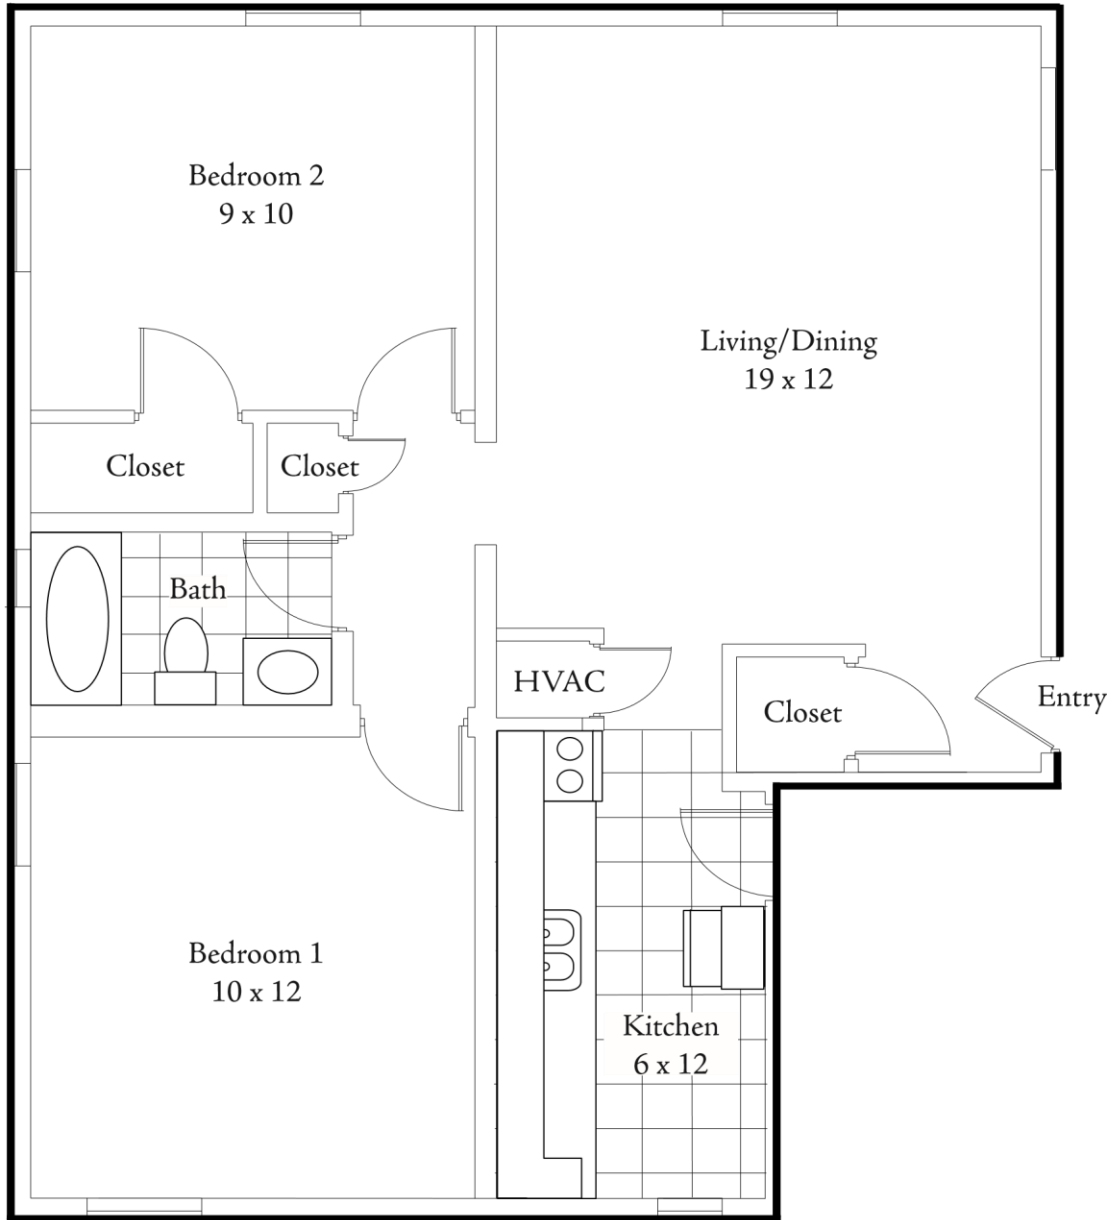 Bedroom 2
9 x 10
Living/Dining
19 x 12
Closet
Closet
Bath
HVAC
Closet
Entry
Bedroom 1
10 x 12
Kitchen
6 x 12